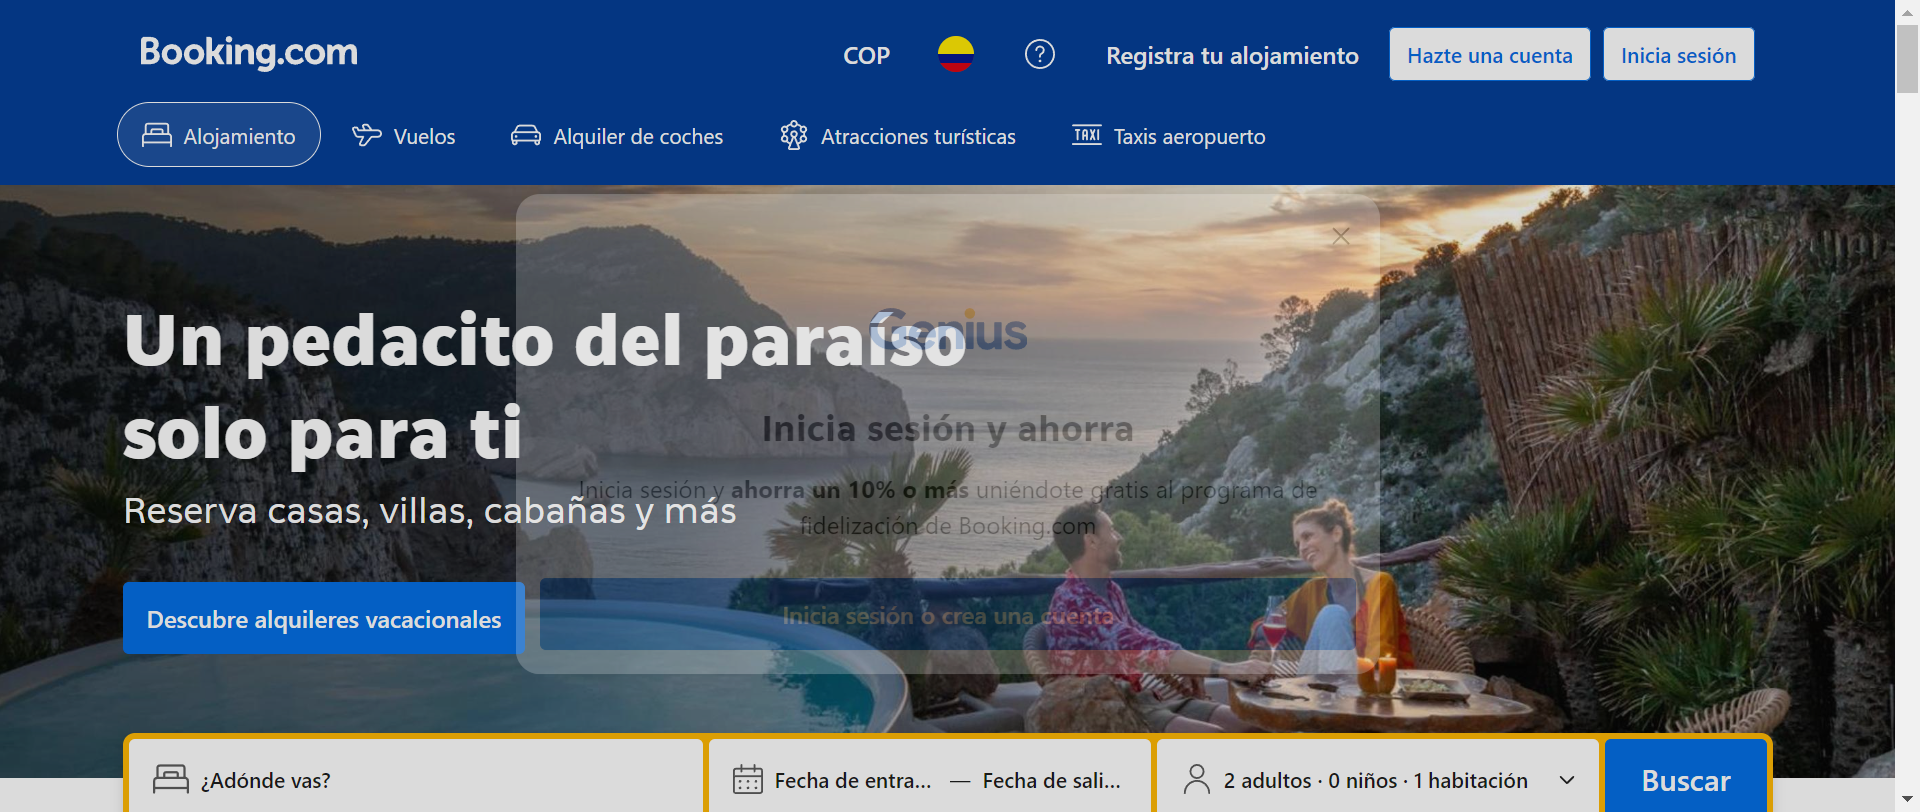 Booking.com
COP
Registra tu alojamiento
Hazte una cuenta
Inicia sesión
Alojamiento
Vuelos
Alquiler de coches
Atracciones turísticas
TAXI
Taxis aeropuerto
Un pedacito del paraíso
solo para ti
Reserva casas, villas, cabañas y más
Descubre alquileres vacacionales
Genius
Inicia sesión y ahorra
Inicia sesión y ahorra un 10% o más uniéndote gratis al programa de
fidelización de Booking.com
Inicia sesión o crea una cuenta
¿Adónde vas?
Fecha de entra... — Fecha de sali...
2 adultos · 0 niños · 1 habitación
Buscar